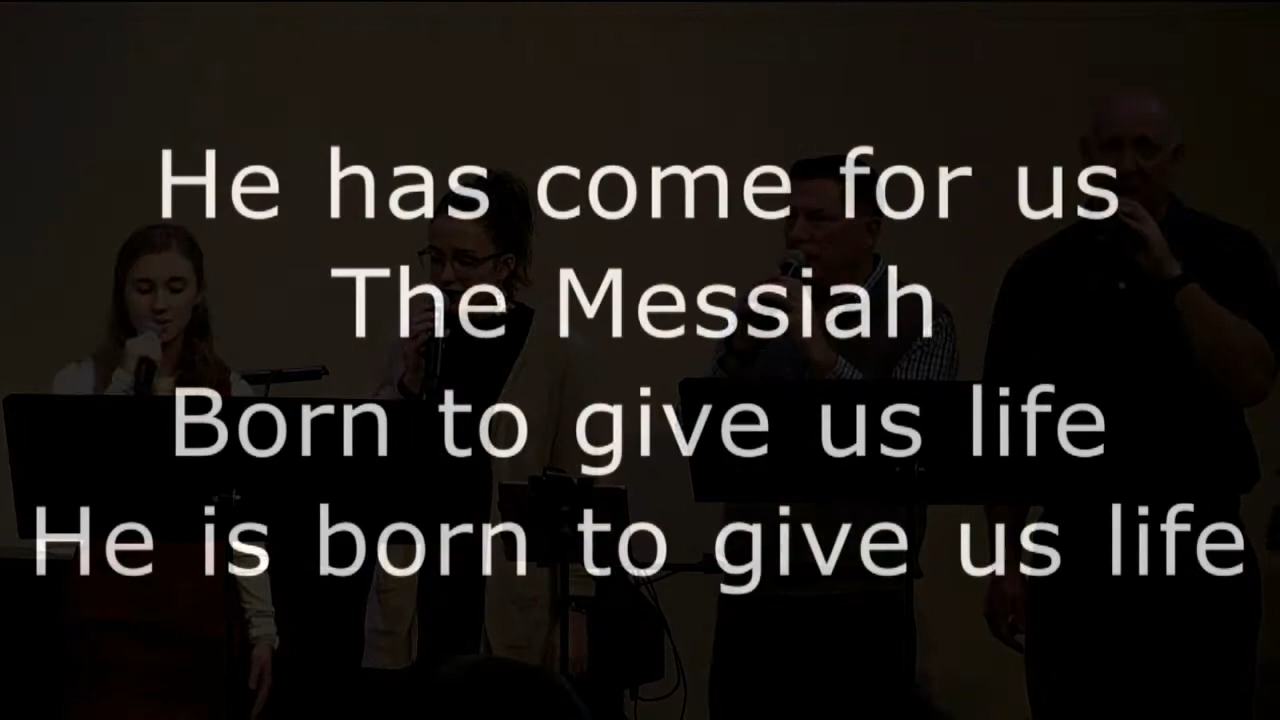 He has come for us
The Messiah
Born to give us life
He is born to give us life